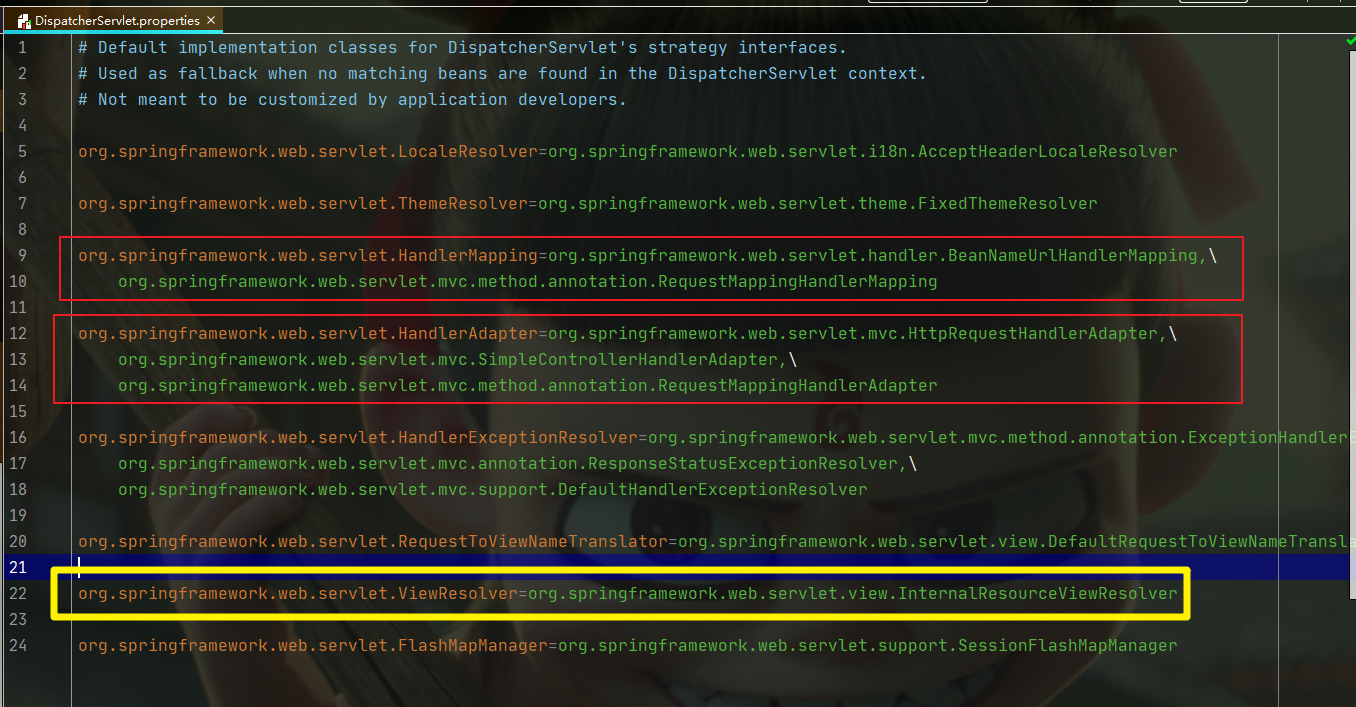 DispatcherServlet.properties ×
1 # Default implementation classes for DispatcherServlet's strategy interfaces.
2 # Used as fallback when no matching beans are found in the DispatcherServlet context.
3 # Not meant to be customized by application developers.
4
5 org.springframework.web.servlet.LocaleResolver=org.springframework.web.servlet.i18n.AcceptHeaderLocaleResolver
6
7 org.springframework.web.servlet.ThemeResolver=org.springframework.web.servlet.theme.FixedThemeResolver
8
9 org.springframework.web.servlet.HandlerMapping=org.springframework.web.servlet.handler.BeanNameUrlHandlerMapping,\
10 org.springframework.web.servlet.mvc.method.annotation.RequestMappingHandlerMapping
11
12 org.springframework.web.servlet.HandlerAdapter=org.springframework.web.servlet.mvc.HttpRequestHandlerAdapter,\
13 org.springframework.web.servlet.mvc.SimpleControllerHandlerAdapter,\
14 org.springframework.web.servlet.mvc.method.annotation.RequestMappingHandlerAdapter
15
16 org.springframework.web.servlet.HandlerExceptionResolver=org.springframework.web.servlet.mvc.method.annotation.ExceptionHandlerE
17 org.springframework.web.servlet.mvc.annotation.ResponseStatusExceptionResolver,\
18 org.springframework.web.servlet.mvc.support.DefaultHandlerExceptionResolver
19
20 org.springframework.web.servlet.RequestToViewNameTranslator=org.springframework.web.servlet.view.DefaultRequestToViewNameTransla
21
22 org.springframework.web.servlet.ViewResolver=org.springframework.web.servlet.view.InternalResourceViewResolver
23
24 org.springframework.web.servlet.FlashMapManager=org.springframework.web.servlet.support.SessionFlashMapManager